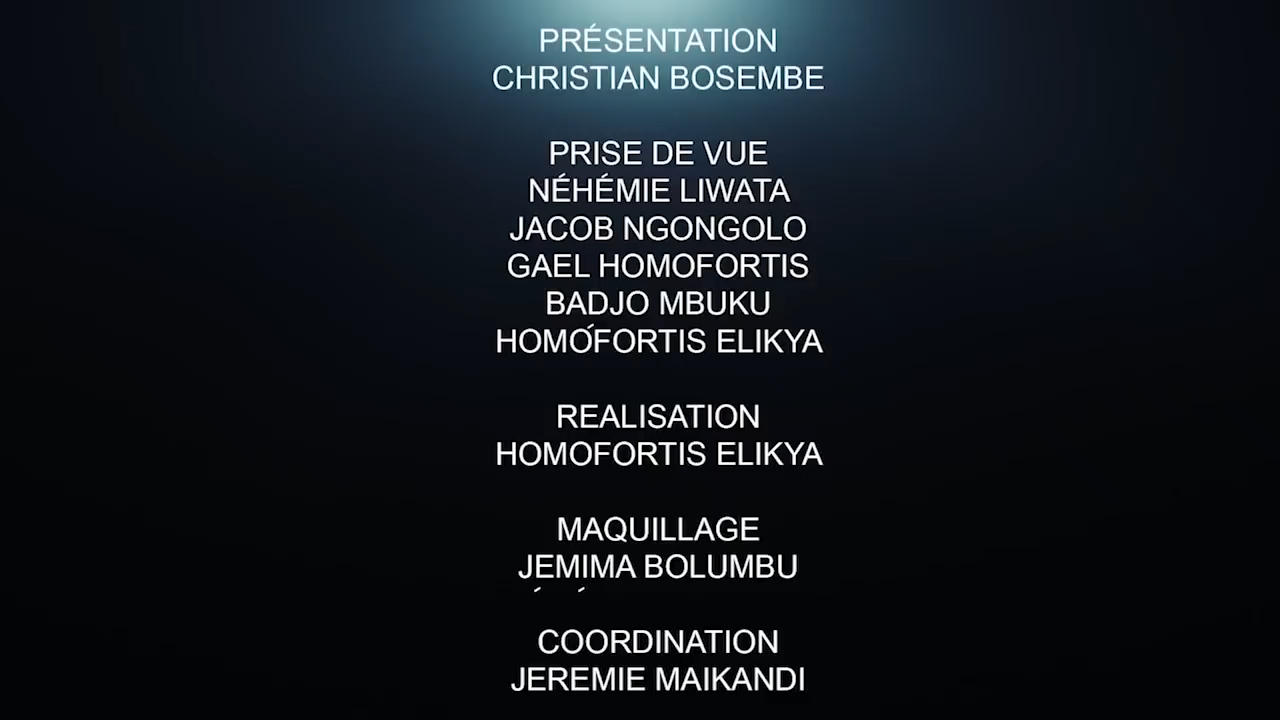 PRÉSENTATION
CHRISTIAN BOSEMBE
PRISE DE VUE
NÉHÉMIE LIWATA
JACOB NGONGOLO
GAEL HOMOFORTIS
BADJO MBUKU
HOMOFORTIS ELIKYA
REALISATION
HOMOFORTIS ELIKYA
MAQUILLAGE
JEMIMA BOLUMBU
COORDINATION
JEREMIE MAIKANDI